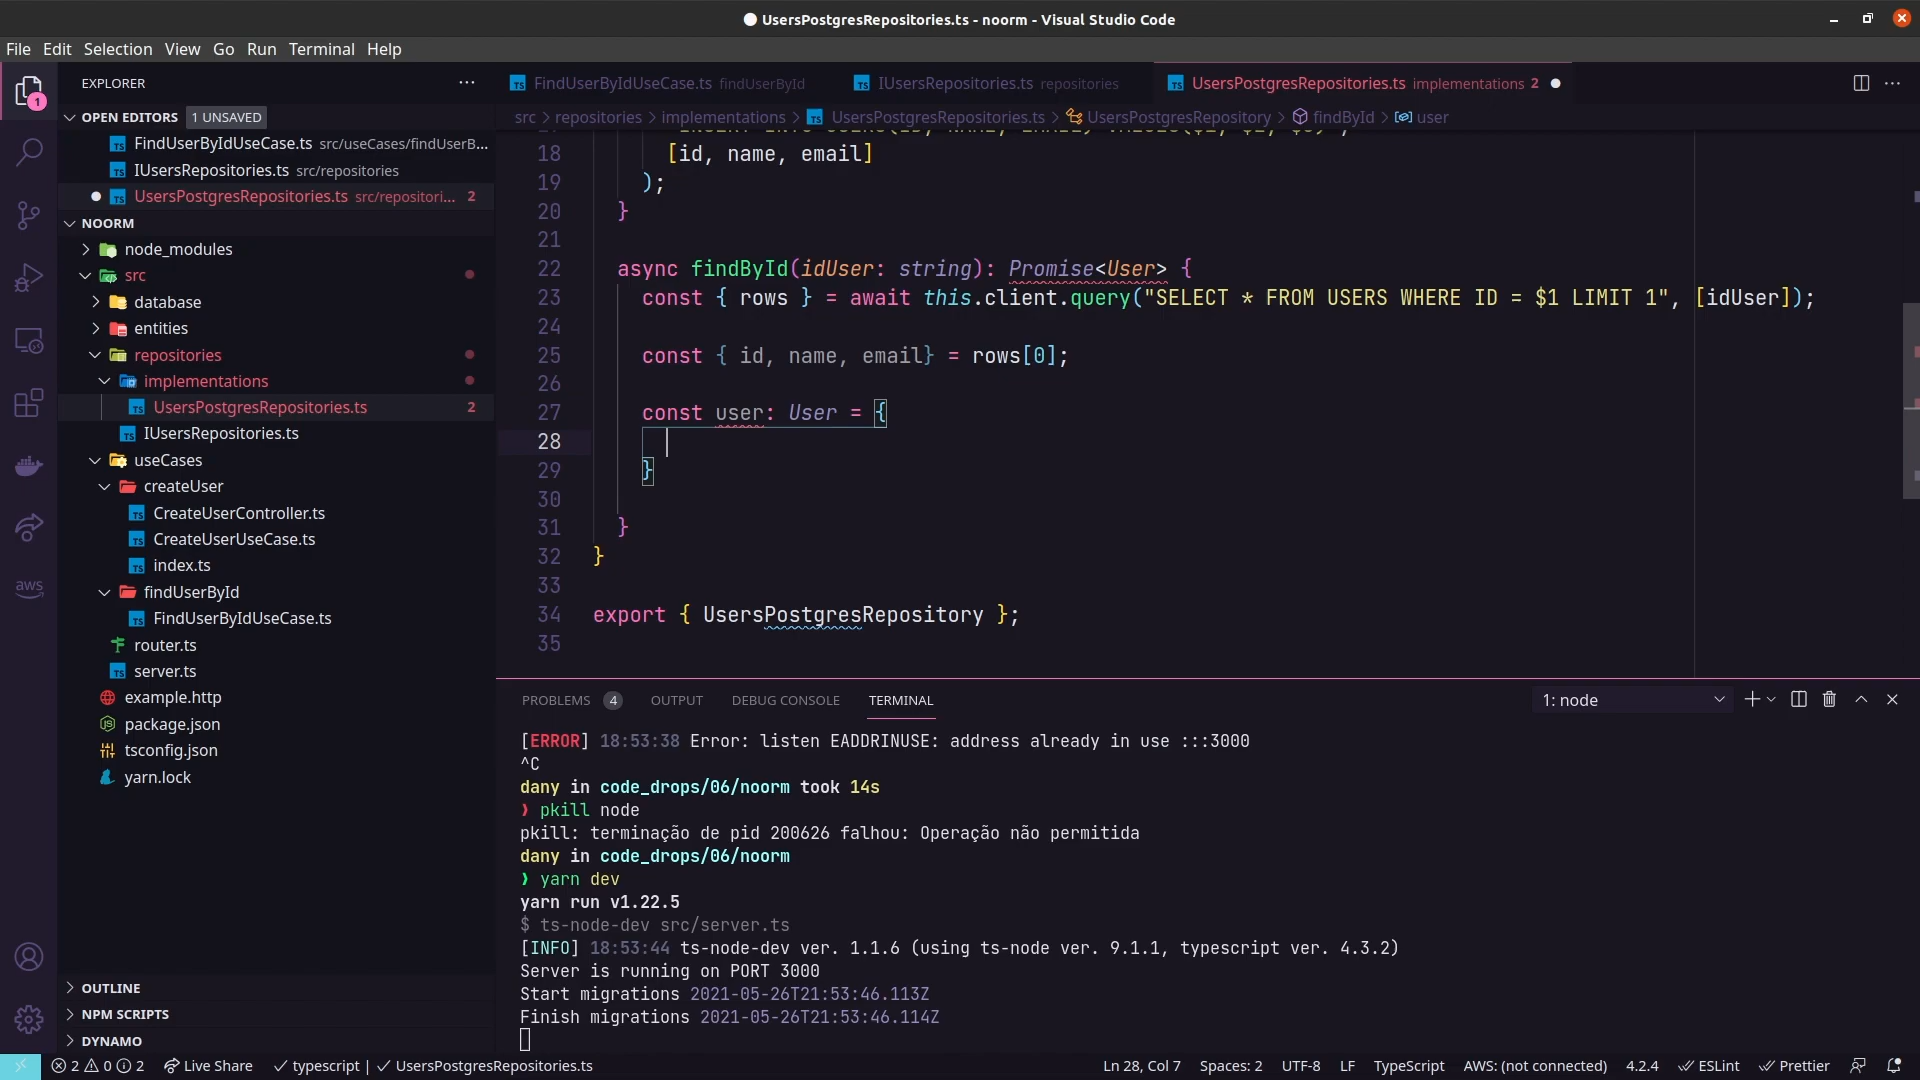 UsersPostgresRepositories.ts - noorm - Visual Studio Code
File Edit Selection View Go Run Terminal Help
EXPLORER
OPEN EDITORS 1 UNSAVED
FindUserByIdUseCase.ts src/useCases/findUserB...
IUsersRepositories.ts src/repositories
UsersPostgresRepositories.ts src/repositori... 2
NOORM
node_modules
src
database
entities
repositories
implementations
UsersPostgresRepositories.ts 2
IUsersRepositories.ts
useCases
createUser
CreateUserController.ts
CreateUserUseCase.ts
index.ts
findUserById
FindUserByIdUseCase.ts
router.ts
server.ts
example.http
package.json
tsconfig.json
yarn.lock
OUTLINE
NPM SCRIPTS
DYNAMO
1
aws
FindUserByIdUseCase.ts findUserById
IUsersRepositories.ts repositories
UsersPostgresRepositories.ts implementations 2
src > repositories > implementations > UsersPostgresRepositories.ts > UsersPostgresRepository > findById > user
18 [id, name, email]
19 );
20 }
21
22 async findById(idUser: string): Promise<User> {
23 const { rows } = await this.client.query("SELECT * FROM USERS WHERE ID = $1 LIMIT 1", [idUser]);
24
25 const { id, name, email} = rows[0];
26
27 const user: User = {
28
29 }
30
31 }
32 }
33
34 export { UsersPostgresRepository };
35
PROBLEMS 4 OUTPUT DEBUG CONSOLE TERMINAL
1: node
[ERROR] 18:53:38 Error: listen EADDRINUSE: address already in use :::3000
^C
dany in code_drops/06/noorm took 14s
❯ pkill node
pkill: terminação de pid 200626 falhou: Operação não permitida
dany in code_drops/06/noorm
❯ yarn dev
yarn run v1.22.5
$ ts-node-dev src/server.ts
[INFO] 18:53:44 ts-node-dev ver. 1.1.6 (using ts-node ver. 9.1.1, typescript ver. 4.3.2)
Server is running on PORT 3000
Start migrations 2021-05-26T21:53:46.113Z
Finish migrations 2021-05-26T21:53:46.114Z
2 0 2 Live Share ✓ typescript | ✓ UsersPostgresRepositories.ts
Ln 28, Col 7 Spaces: 2 UTF-8 LF TypeScript AWS: (not connected) 4.2.4 ESLint Prettier